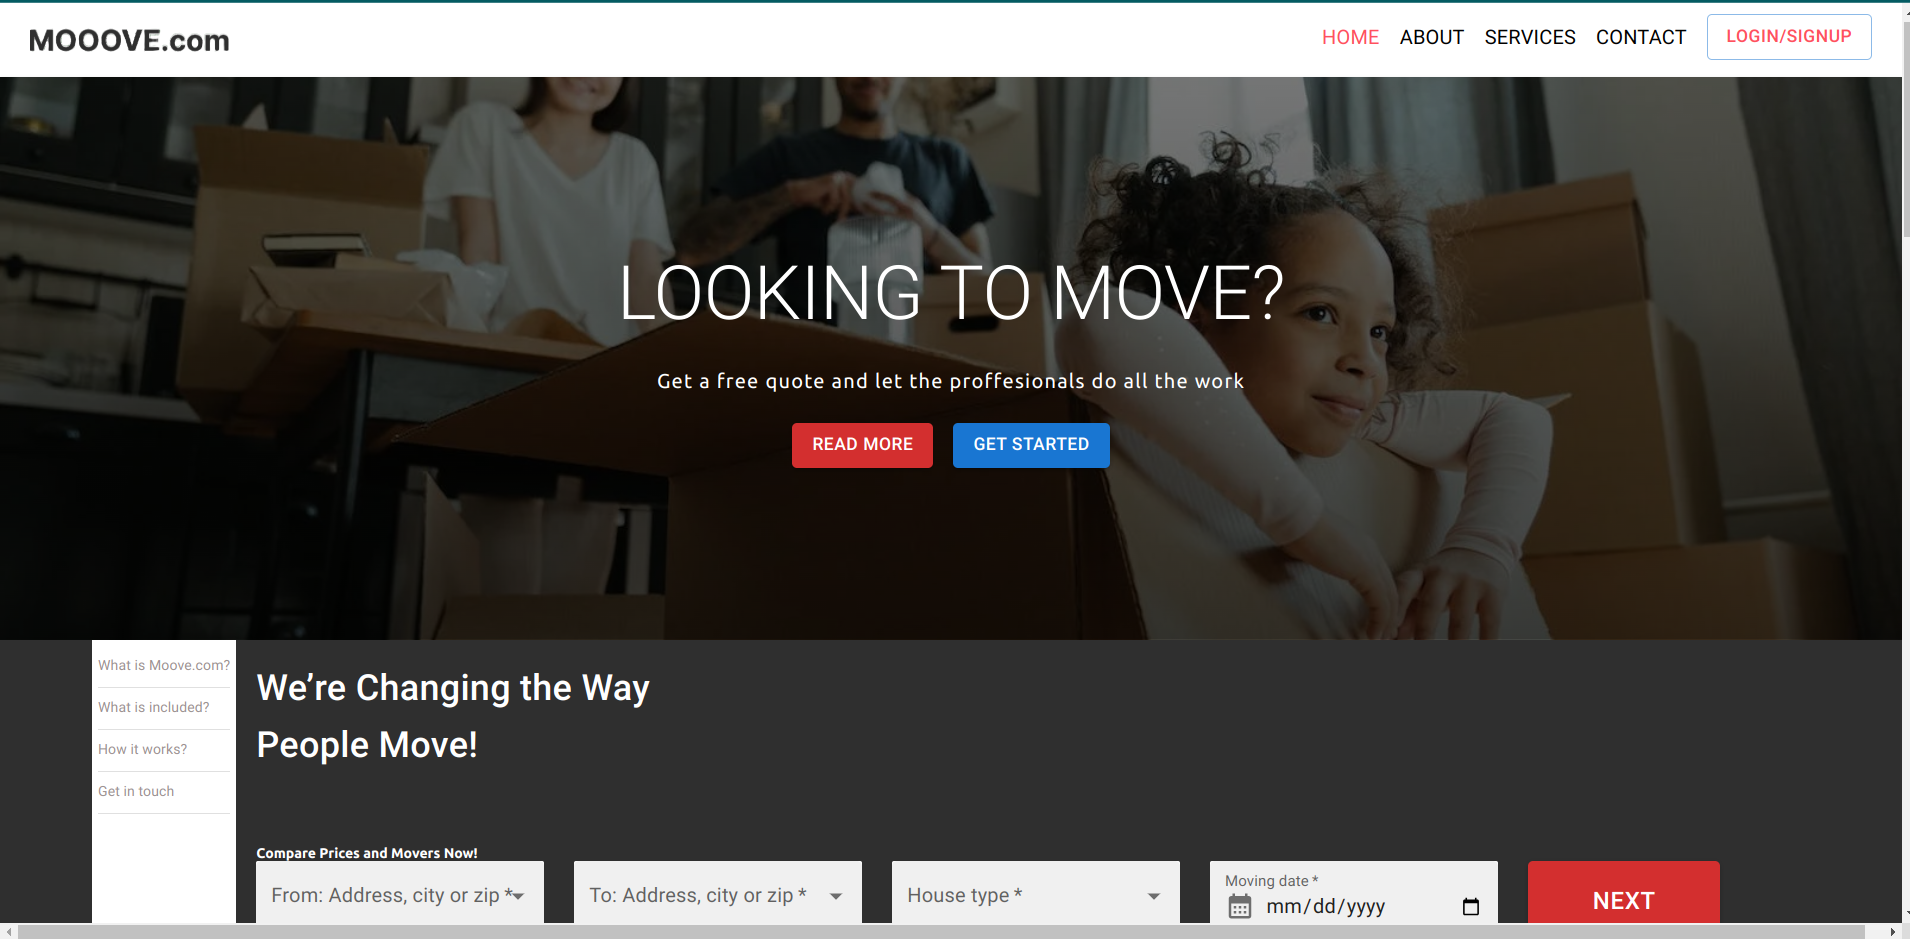 MOOOVE.com
HOME ABOUT SERVICES CONTACT LOGIN/SIGNUP
LOOKING TO MOVE?
Get a free quote and let the proffesionals do all the work
READ MORE GET STARTED
What is Moove.com?
What is included?
How it works?
Get in touch
We’re Changing the Way
People Move!
Compare Prices and Movers Now!
From: Address, city or zip *
To: Address, city or zip *
House type *
Moving date *
mm/dd/yyyy
NEXT